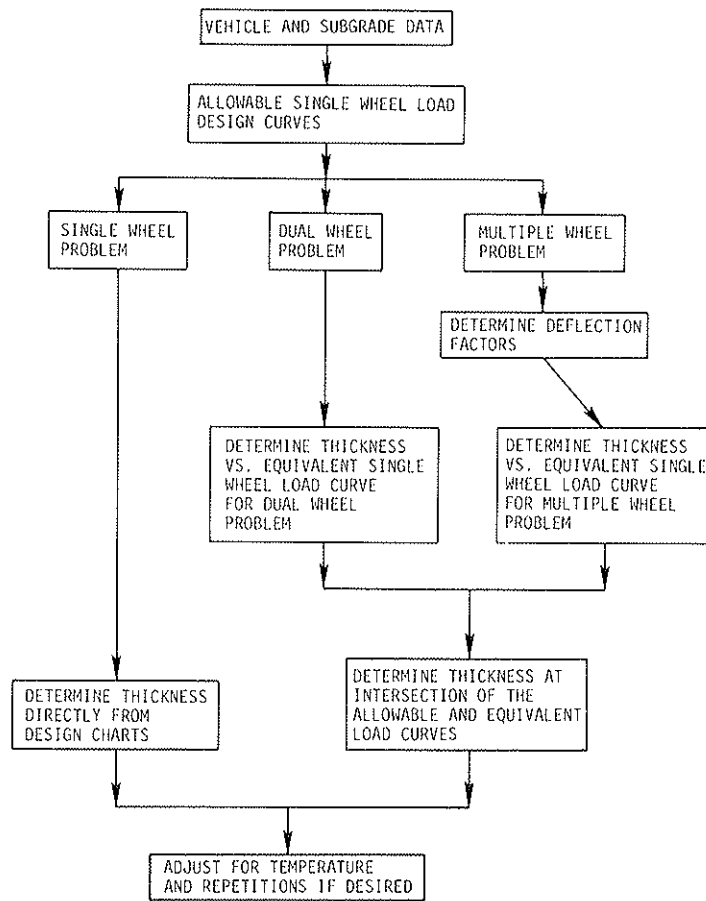 VEHICLE AND SUBGRADE DATA
ALLOWABLE SINGLE WHEEL LOAD
DESIGN CURVES
SINGLE WHEEL
PROBLEM
DUAL WHEEL
PROBLEM
MULTIPLE WHEEL
PROBLEM
DETERMINE DEFLECTION
FACTORS
DETERMINE THICKNESS
VS. EQUIVALENT SINGLE
WHEEL LOAD CURVE
FOR DUAL WHEEL
PROBLEM
DETERMINE THICKNESS
VS. EQUIVALENT SINGLE
WHEEL LOAD CURVE
FOR MULTIPLE WHEEL
PROBLEM
DETERMINE THICKNESS
DIRECTLY FROM
DESIGN CHARTS
DETERMINE THICKNESS AT
INTERSECTION OF THE
ALLOWABLE AND EQUIVALENT
LOAD CURVES
ADJUST FOR TEMPERATURE
AND REPETITIONS IF DESIRED